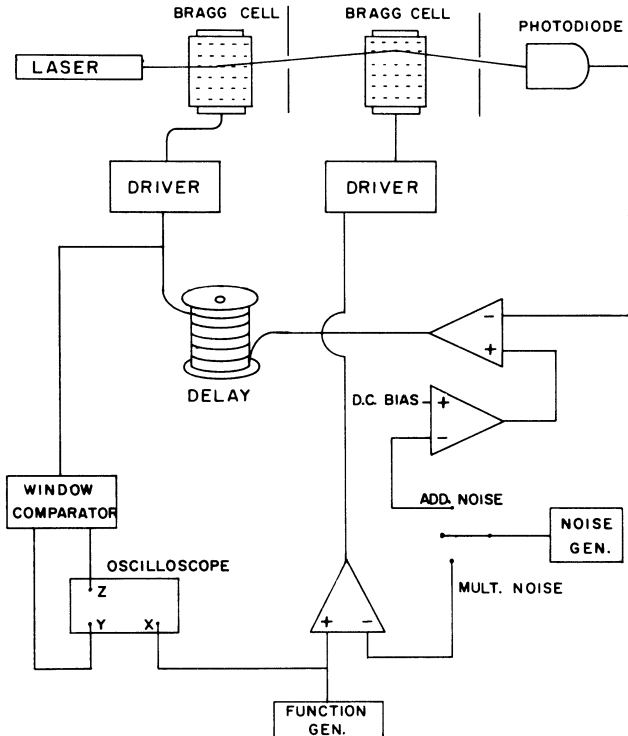 BRAGG CELL
BRAGG CELL
PHOTODIODE
LASER
DRIVER
DRIVER
DELAY
-
+
D.C. BIAS
+
-
WINDOW
COMPARATOR
ADD. NOISE
NOISE
GEN.
OSCILLOSCOPE
MULT. NOISE
Z
Y
X
+
-
FUNCTION
GEN.